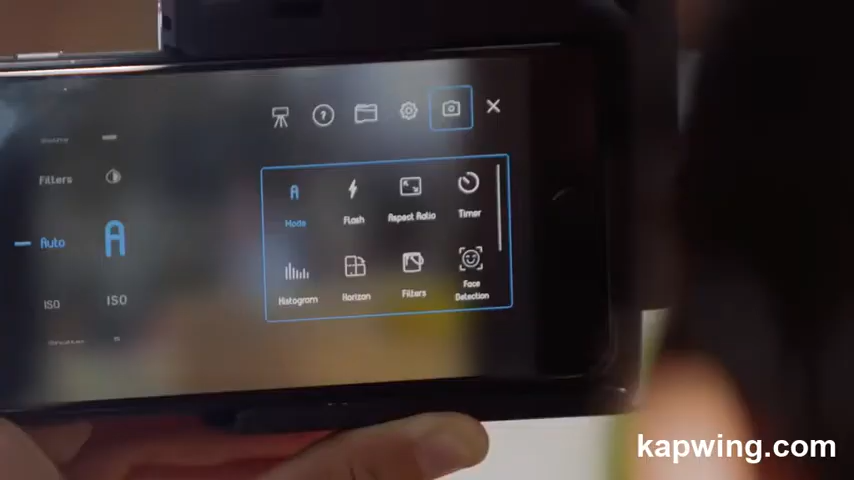 Filters
Auto
A
ISO
ISO
A
Mode
Flash
Aspect Ratio
Timer
Histogram
Horizon
Filters
Face
Detection
kapwing.com